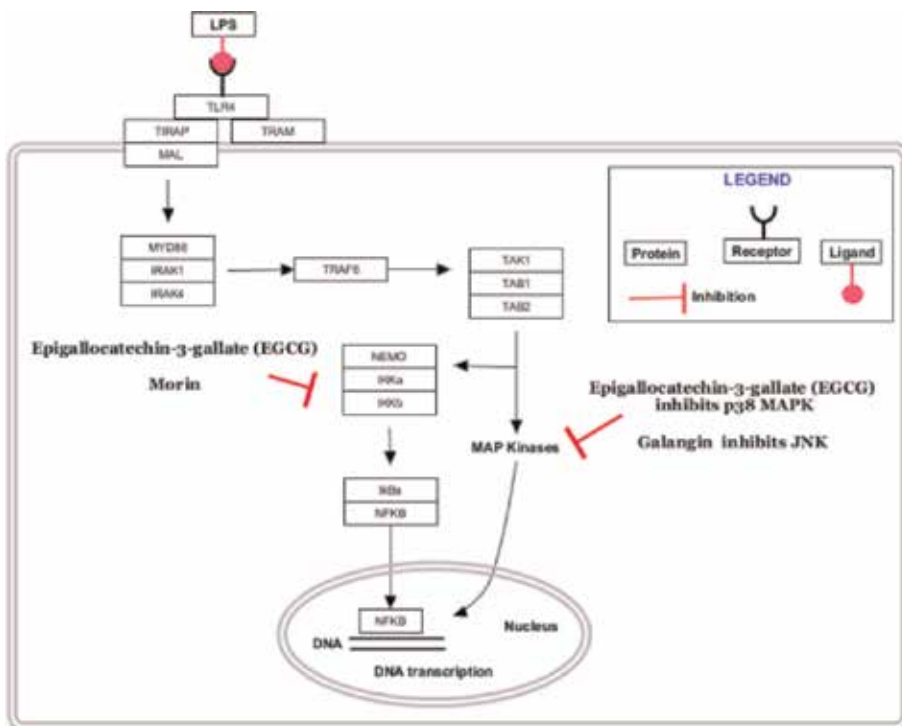 LPS
TLR4
TIRAP
TRAM
MAL
LEGEND
Protein
Receptor
Ligand
Inhibition
MYD88
IRAK1
IRAK4
TRAF6
TAK1
TAB1
TAB2
Epigallocatechin-3-gallate (EGCG)
Morin
NEMO
IKKa
IKKb
Epigallocatechin-3-gallate (EGCG)
inhibits p38 MAPK
Galangin inhibits JNK
MAP Kinases
IKBa
NFKB
NFKB
Nucleus
DNA
DNA transcription